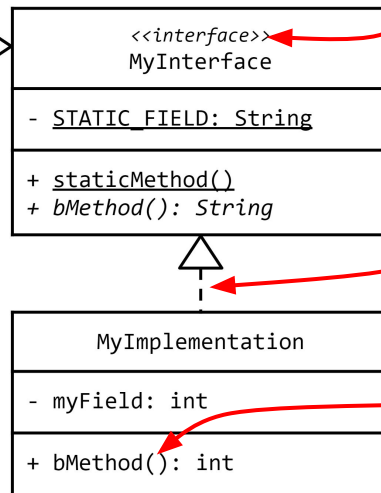 <<interface>>
MyInterface
- STATIC_FIELD: String
+ staticMethod()
+ bMethod(): String
MyImplementation
- myField: int
+ bMethod(): int